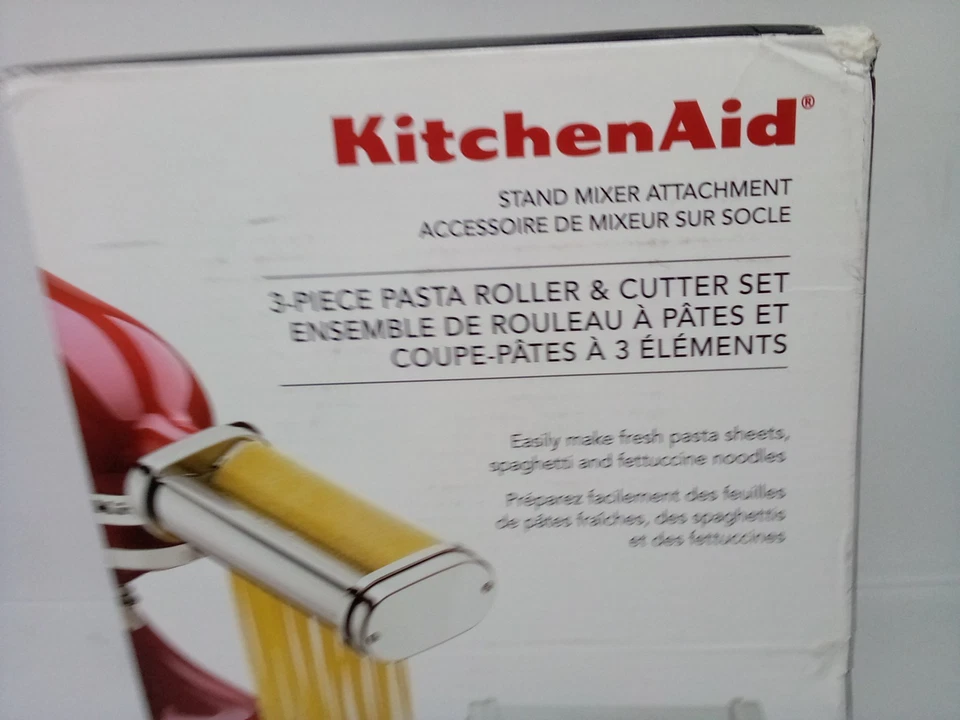 KitchenAid®
STAND MIXER ATTACHMENT
ACCESSOIRE DE MIXEUR SUR SOCLE
3-PIECE PASTA ROLLER & CUTTER SET
ENSEMBLE DE ROULEAU À PÂTES ET
COUPE-PÂTES À 3 ÉLÉMENTS
Easily make fresh pasta sheets,
spaghetti and fettuccine noodles
Préparez facilement des feuilles
de pâtes fraîches, des spaghettis
et des fettuccines